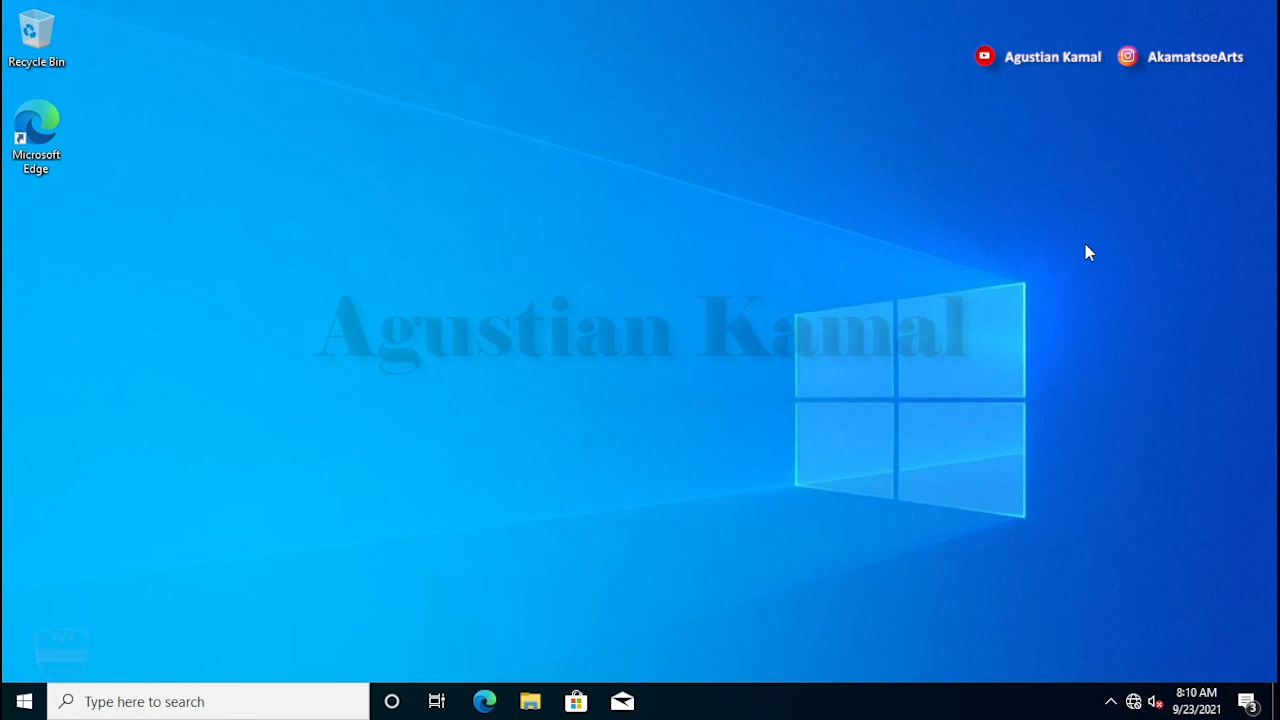 Recycle Bin
Agustian Kamal
AkamatsoeArts
Microsoft
Edge
Agustian Kamal
Type here to search
8:10 AM
9/23/2021
3